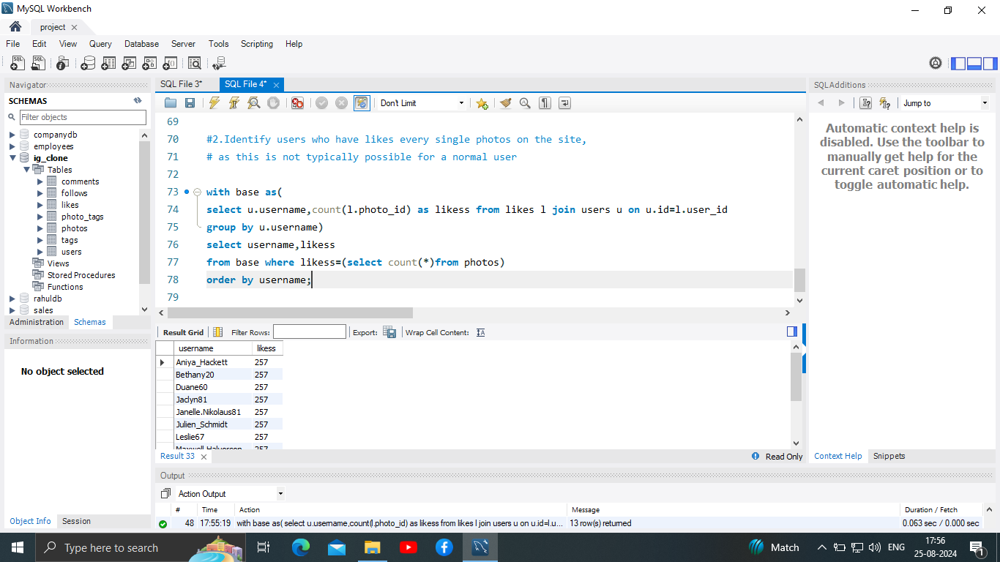 MySQL Workbench
project
File Edit View Query Database Server Tools Scripting Help
Navigator
SCHEMAS
Filter objects
companydb
employees
ig_clone
Tables
comments
follows
likes
photo_tags
photos
tags
users
Views
Stored Procedures
Functions
rahuldb
sales
Administration Schemas
Information
No object selected
Object Info Session
SQL File 3* SQL File 4*
Don't Limit
69
70 #2.Identify users who have likes every single photos on the site,
71 # as this is not typically possible for a normal user
72
73 with base as(
74 select u.username,count(l.photo_id) as likess from likes l join users u on u.id=l.user_id
75 group by u.username)
76 select username,likess
77 from base where likess=(select count(*)from photos)
78 order by username;
79
Result Grid Filter Rows: Export: Wrap Cell Content:
username likess
Aniya_Hackett 257
Bethany20 257
Duane60 257
Jaclyn81 257
Janelle.Nikolaus81 257
Julien_Schmidt 257
Leslie67 257
Maxwell.Halvorson 257
Result 33 Read Only
Output
Action Output
# Time Action Message Duration / Fetch
48 17:55:19 with base as( select u.username,count(l.photo_id) as likess from likes l join users u on u.id=l.u... 13 row(s) returned 0.063 sec / 0.000 sec
SQLAdditions
Jump to
Automatic context help is
disabled. Use the toolbar to
manually get help for the
current caret position or to
toggle automatic help.
Context Help Snippets
Type here to search
Match
ENG
17:56
25-08-2024
1